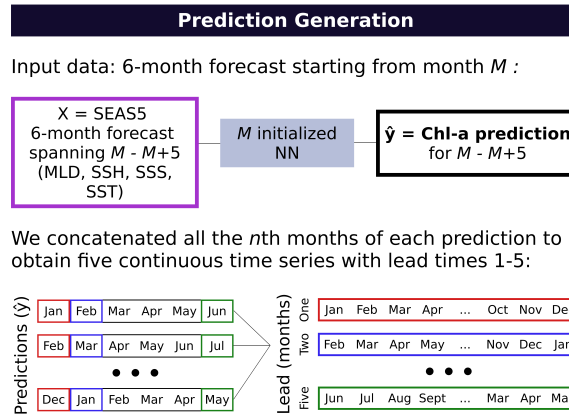 Prediction Generation
Input data: 6-month forecast starting from month M :
X = SEAS5
6-month forecast
spanning M - M+5
(MLD, SSH, SSS,
SST)
M initialized
NN
ŷ = Chl-a prediction
for M - M+5
We concatenated all the nth months of each prediction to
obtain five continuous time series with lead times 1-5:
Predictions (ŷ)
Jan Feb Mar Apr May Jun
Feb Mar Apr May Jun Jul
Dec Jan Feb Mar Apr May
Lead (months)
One
Jan Feb Mar Apr ... Oct Nov De
Two
Feb Mar Apr May ... Nov Dec Jan
Five
Jun Jul Aug Sept ... Mar Apr Ma